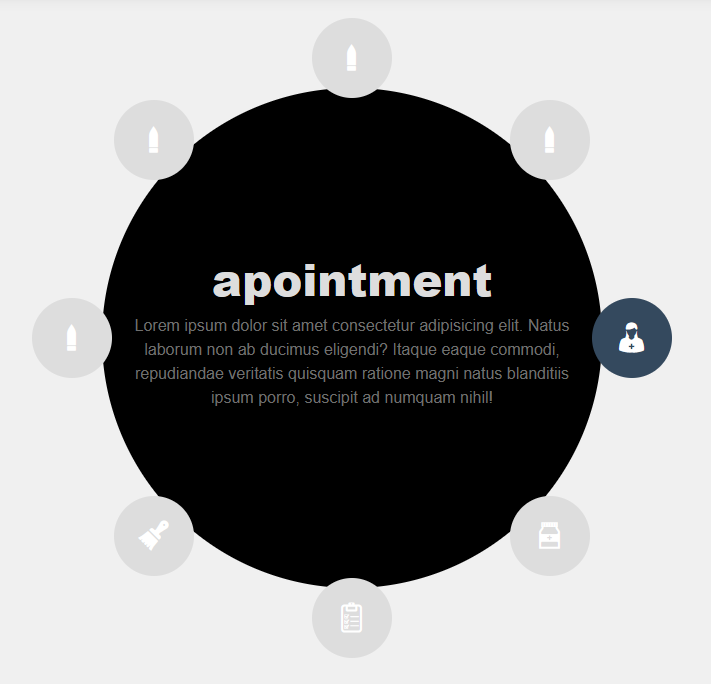 apointment
Lorem ipsum dolor sit amet consectetur adipisicing elit. Natus
laborum non ab ducimus eligendi? Itaque eaque commodi,
repudiandae veritatis quisquam ratione magni natus blanditiis
ipsum porro, suscipit ad numquam nihil!